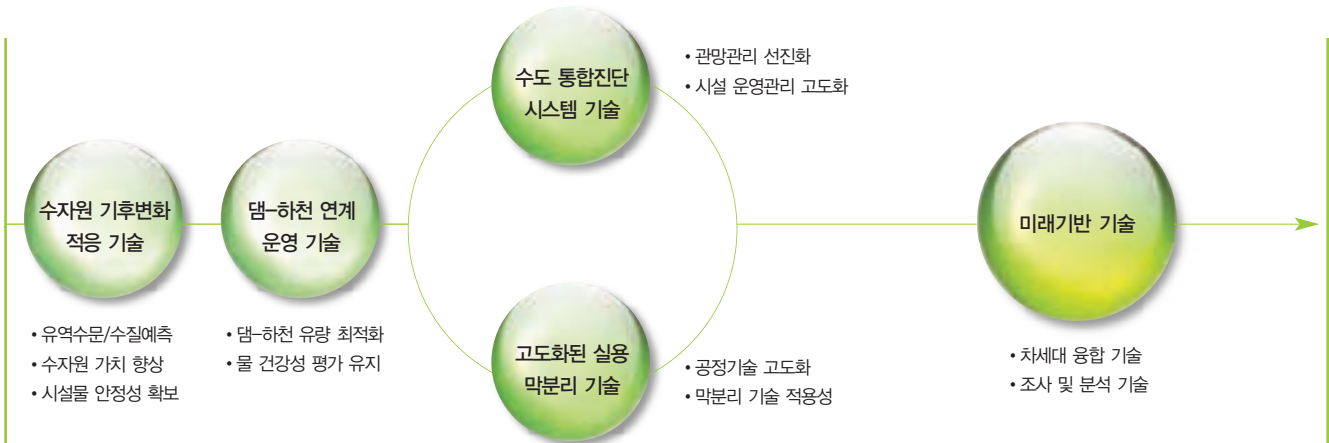 수자원 기후변화
적응 기술
• 유역수문/수질예측
• 수자원 가치 향상
• 시설물 안정성 확보
댐-하천 연계
운영 기술
• 댐-하천 유량 최적화
• 물 건강성 평가 유지
수도 통합진단
시스템 기술
• 관망관리 선진화
• 시설 운영관리 고도화
고도화된 실용
막분리 기술
• 공정기술 고도화
• 막분리 기술 적용성
미래기반 기술
• 차세대 융합 기술
• 조사 및 분석 기술